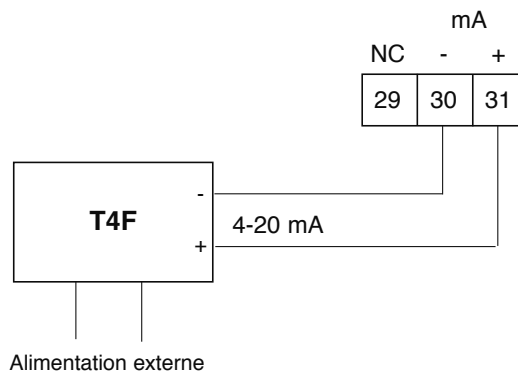 mA
NC - +
29 30 31
-
T4F
4-20 mA
+
Alimentation externe